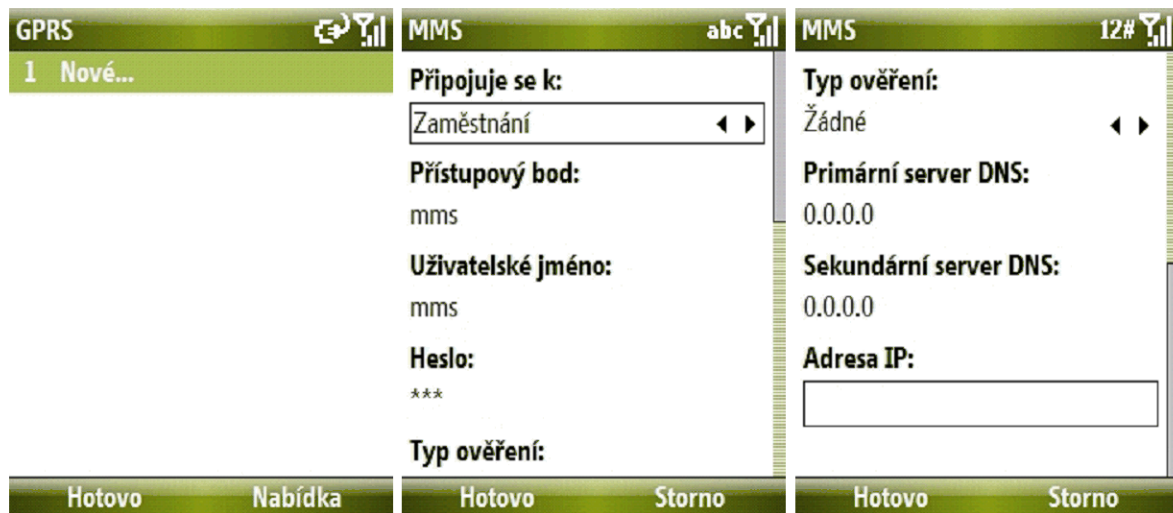 GPRS
1 Nové...
Hotovo Nabídka
MMS abc
Připojuje se k:
Zaměstnání
Přístupový bod:
mms
Uživatelské jméno:
mms
Heslo:
***
Typ ověření:
Hotovo Storno
MMS 12#
Typ ověření:
Žádné
Primární server DNS:
0.0.0.0
Sekundární server DNS:
0.0.0.0
Adresa IP:
Hotovo Storno